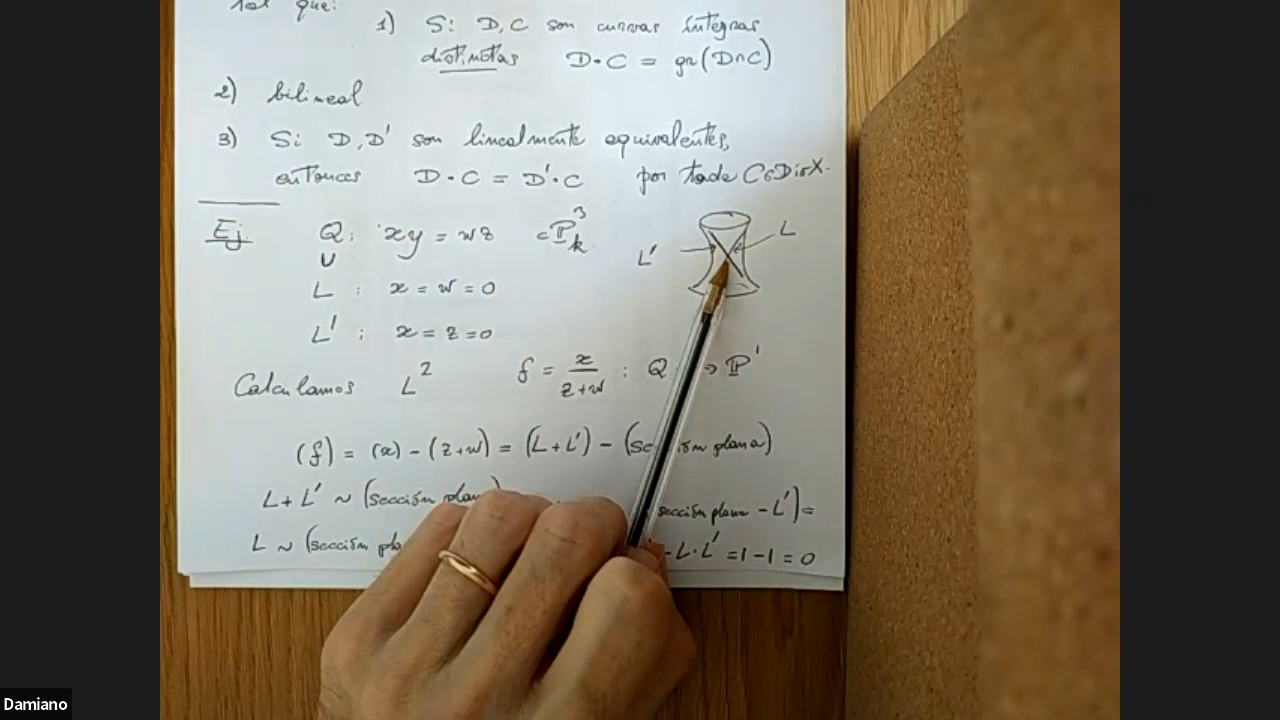 tal que:
1) Si D, C son curvas íntegras
distintas D·C = gr(D∩C)
2) bilineal
3) Si D, D' son linealmente equivalentes,
entonces D·C = D'·C por todo C∈Div X.
Ej Q: xy = wz ⊂ ℙ³ₖ
∪
L : x = w = 0
L' : x = z = 0
L' L
Calculamos L² f = x/(z+w) : Q → ℙ¹
(f) = (x) - (z+w) = (L+L') - (sección plana)
L + L' ~ (sección plana)
sección plana - L') =
L ~ (sección pla
- L·L' = 1-1 = 0
Damiano